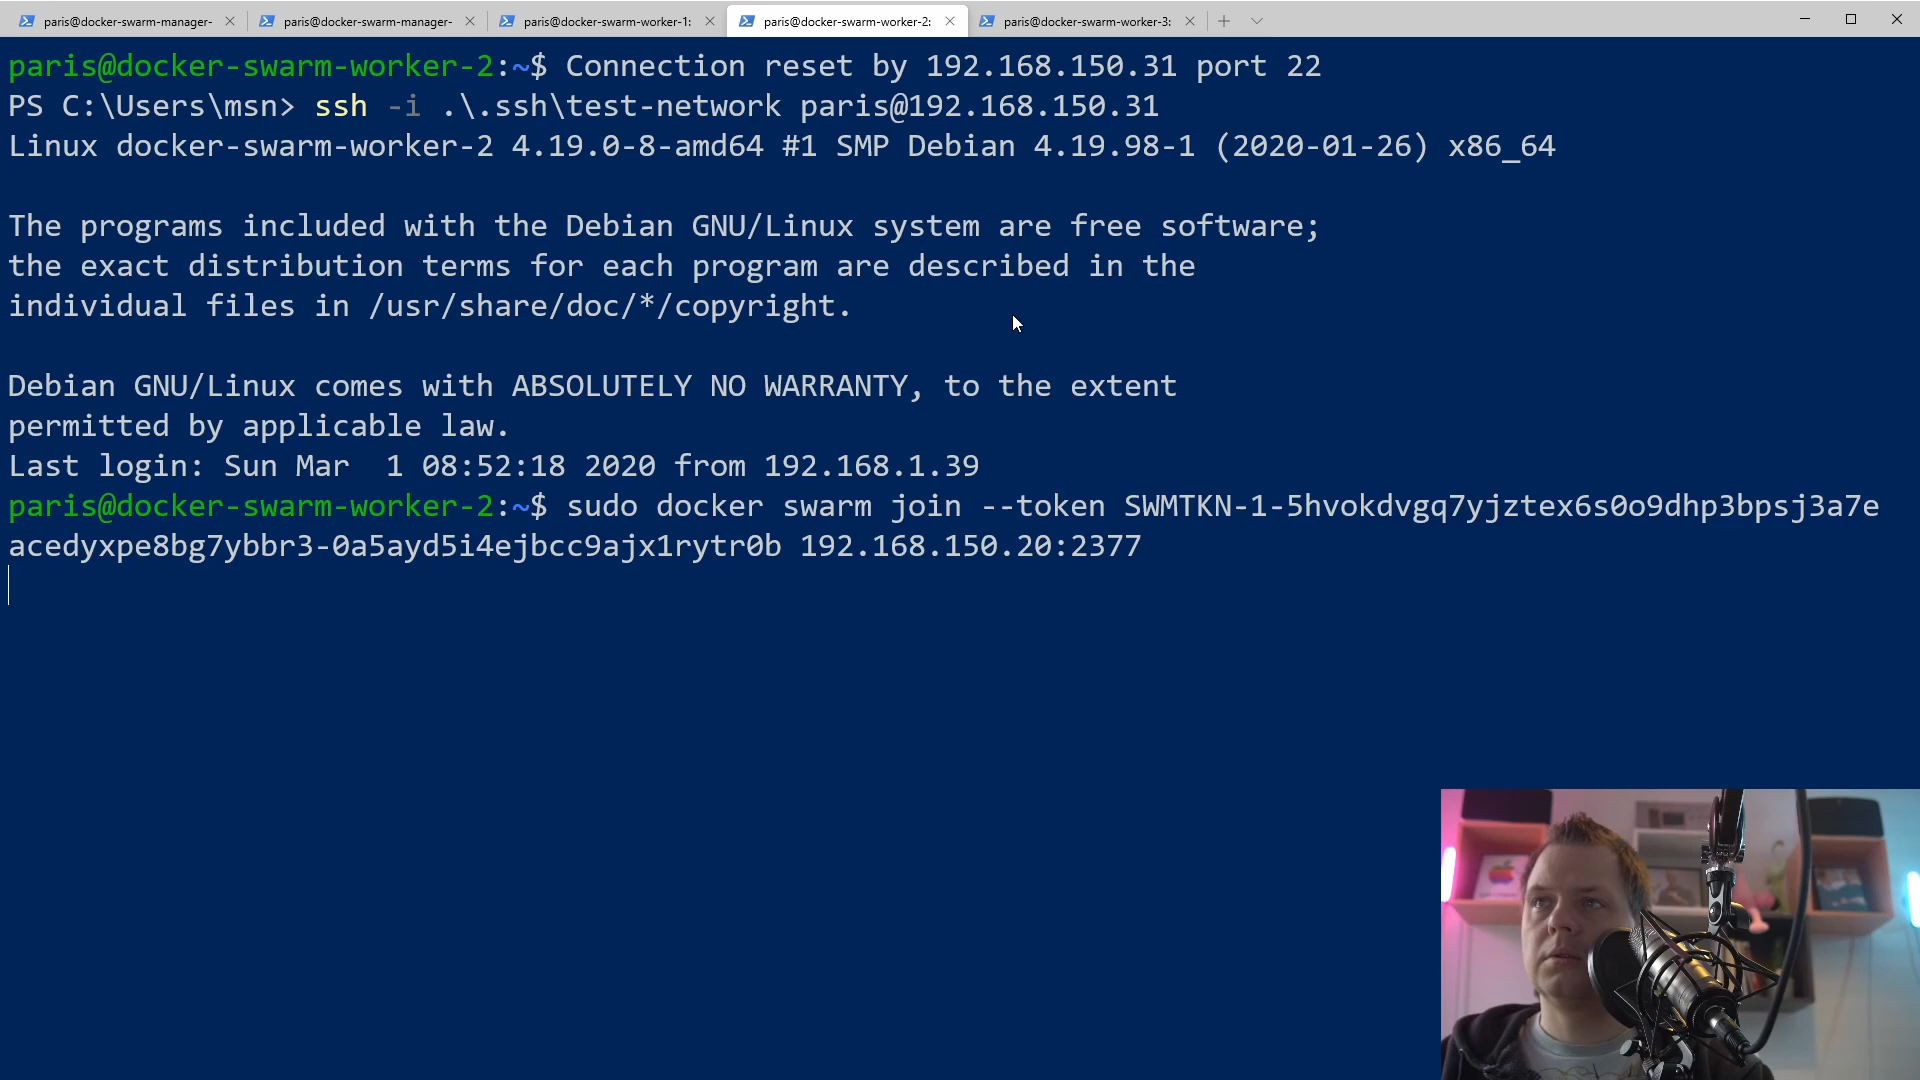 paris@docker-swarm-manager-
paris@docker-swarm-manager-
paris@docker-swarm-worker-1:
paris@docker-swarm-worker-2:
paris@docker-swarm-worker-3:
paris@docker-swarm-worker-2:~$ Connection reset by 192.168.150.31 port 22
PS C:\Users\msn> ssh -i .\.ssh\test-network paris@192.168.150.31
Linux docker-swarm-worker-2 4.19.0-8-amd64 #1 SMP Debian 4.19.98-1 (2020-01-26) x86_64
The programs included with the Debian GNU/Linux system are free software;
the exact distribution terms for each program are described in the
individual files in /usr/share/doc/*/copyright.
Debian GNU/Linux comes with ABSOLUTELY NO WARRANTY, to the extent
permitted by applicable law.
Last login: Sun Mar  1 08:52:18 2020 from 192.168.1.39
paris@docker-swarm-worker-2:~$ sudo docker swarm join --token SWMTKN-1-5hvokdvgq7yjztex6s0o9dhp3bpsj3a7e
acedyxpe8bg7ybbr3-0a5ayd5i4ejbcc9ajx1rytr0b 192.168.150.20:2377